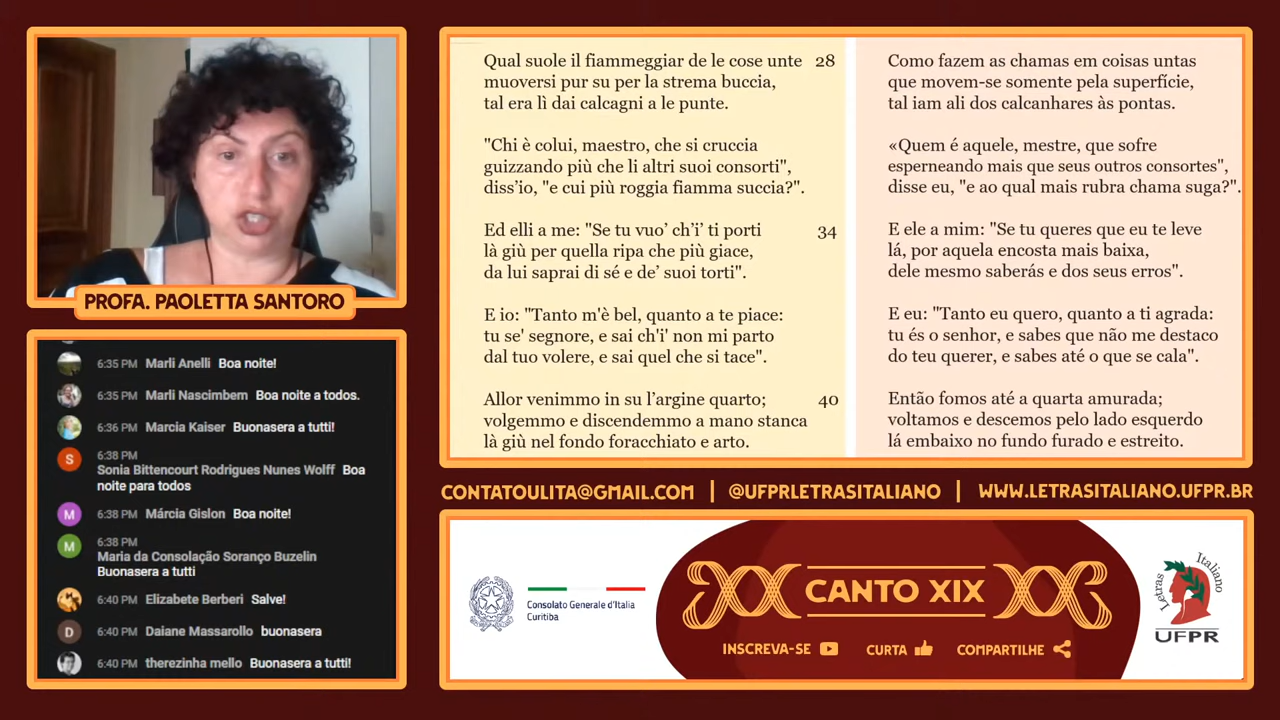 PROFA. PAOLETTA SANTORO
6:35 PM Marli Anelli Boa noite!
6:35 PM Marli Nascimbem Boa noite a todos.
6:36 PM Marcia Kaiser Buonasera a tutti!
S
6:38 PM
Sonia Bittencourt Rodrigues Nunes Wolff Boa
noite para todos
M
6:38 PM Márcia Gislon Boa noite!
M
6:38 PM
Maria da Consolação Soranço Buzelin
Buonasera a tutti
6:40 PM Elizabete Berberi Salve!
D
6:40 PM Daiane Massarollo buonasera
6:40 PM therezinha mello Buonasera a tutti!
Qual suole il fiammeggiar de le cose unte 28
muoversi pur su per la strema buccia,
tal era lì dai calcagni a le punte.
"Chi è colui, maestro, che si cruccia
guizzando più che li altri suoi consorti",
diss'io, "e cui più roggia fiamma succia?".
Ed elli a me: "Se tu vuo' ch'i' ti porti 34
là giù per quella ripa che più giace,
da lui saprai di sé e de' suoi torti".
E io: "Tanto m'è bel, quanto a te piace:
tu se' segnore, e sai ch'i' non mi parto
dal tuo volere, e sai quel che si tace".
Allor venimmo in su l'argine quarto; 40
volgemmo e discendemmo a mano stanca
là giù nel fondo foracchiato e arto.
Como fazem as chamas em coisas untas
que movem-se somente pela superfície,
tal iam ali dos calcanhares às pontas.
«Quem é aquele, mestre, que sofre
esperneando mais que seus outros consortes",
disse eu, "e ao qual mais rubra chama suga?".
E ele a mim: "Se tu queres que eu te leve
lá, por aquela encosta mais baixa,
dele mesmo saberás e dos seus erros".
E eu: "Tanto eu quero, quanto a ti agrada:
tu és o senhor, e sabes que não me destaco
do teu querer, e sabes até o que se cala".
Então fomos até a quarta amurada;
voltamos e descemos pelo lado esquerdo
lá embaixo no fundo furado e estreito.
CONTATOULITA@GMAIL.COM | @UFPRLETRASITALIANO | WWW.LETRASITALIANO.UFPR.BR
Consolato Generale d'Italia
Curitiba
CANTO XIX
INSCREVA-SE CURTA COMPARTILHE
Letras Italiano
UFPR